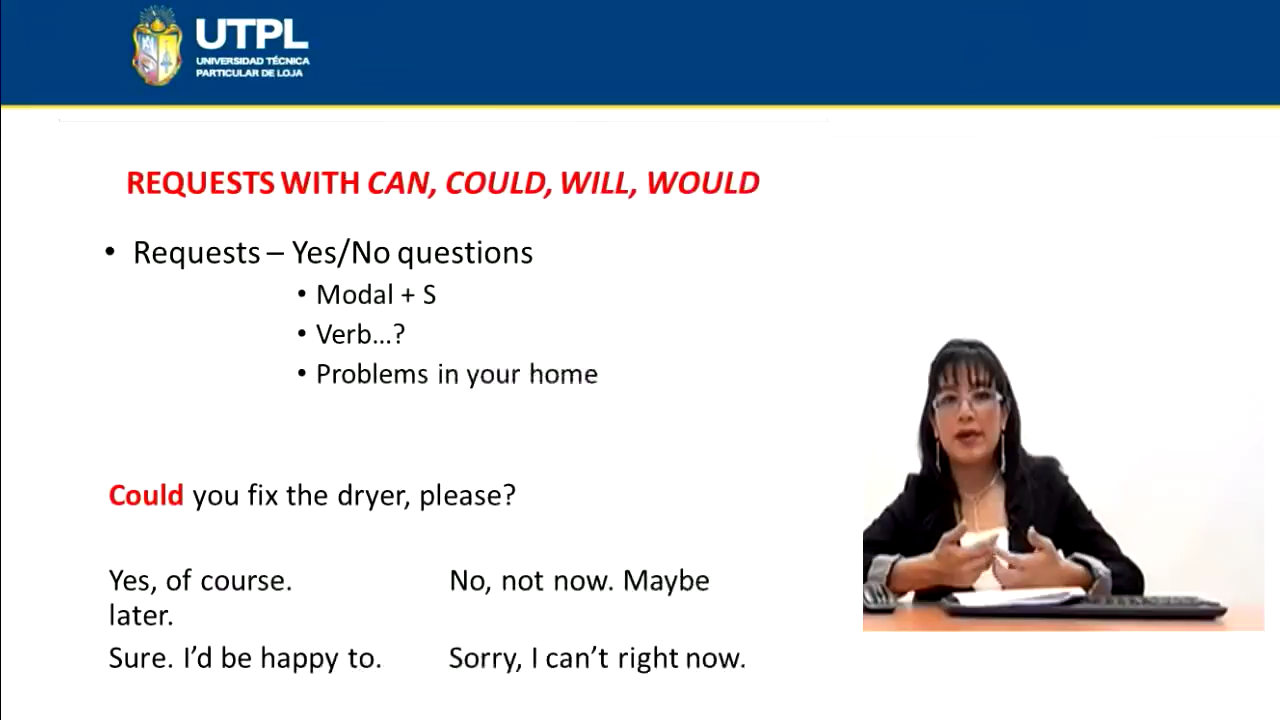 UTPL
UNIVERSIDAD TÉCNICA
PARTICULAR DE LOJA
REQUESTS WITH CAN, COULD, WILL, WOULD
• Requests – Yes/No questions
• Modal + S
• Verb...?
• Problems in your home
Could you fix the dryer, please?
Yes, of course. No, not now. Maybe
later.
Sure. I’d be happy to. Sorry, I can’t right now.